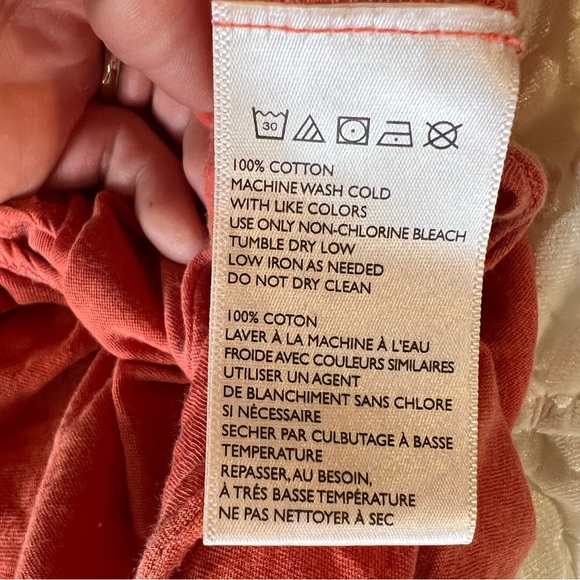 30
100% COTTON
MACHINE WASH COLD
WITH LIKE COLORS
USE ONLY NON-CHLORINE BLEACH
TUMBLE DRY LOW
LOW IRON AS NEEDED
DO NOT DRY CLEAN
100% COTON
LAVER À LA MACHINE À L'EAU
FROIDE AVEC COULEURS SIMILAIRES
UTILISER UN AGENT
DE BLANCHIMENT SANS CHLORE
SI NÉCESSAIRE
SECHER PAR CULBUTAGE À BASSE
TEMPERATURE
REPASSER, AU BESOIN,
À TRÉS BASSE TEMPÉRATURE
NE PAS NETTOYER À SEC